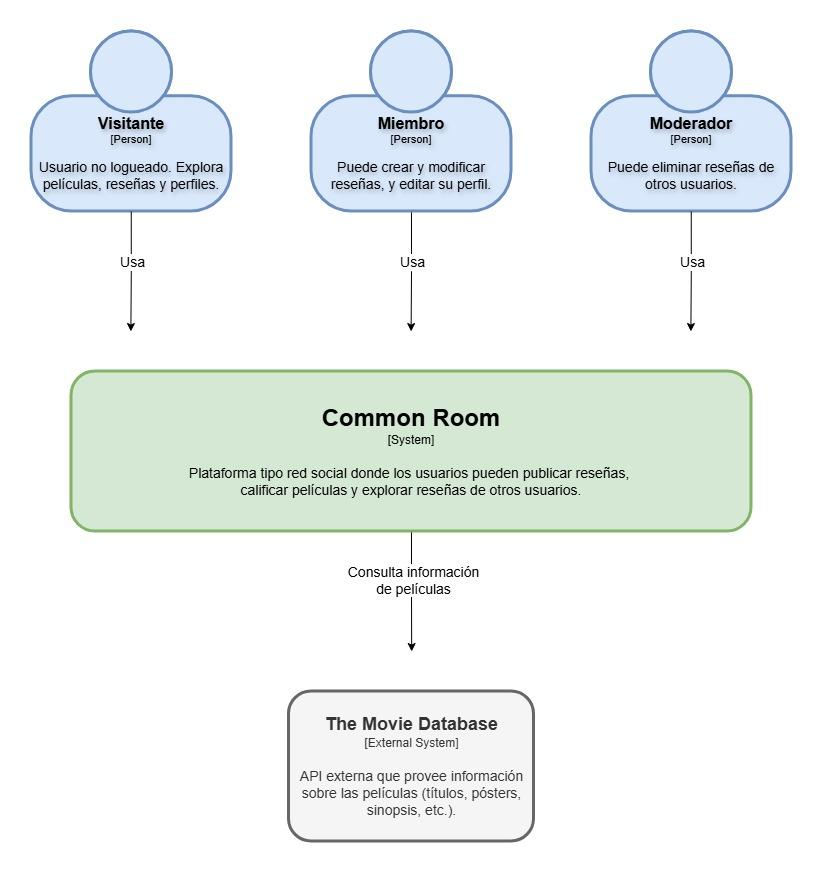 Visitante
[Person]
Usuario no logueado. Explora
películas, reseñas y perfiles.
Miembro
[Person]
Puede crear y modificar
reseñas, y editar su perfil.
Moderador
[Person]
Puede eliminar reseñas de
otros usuarios.
Usa
Usa
Usa
Common Room
[System]
Plataforma tipo red social donde los usuarios pueden publicar reseñas,
calificar películas y explorar reseñas de otros usuarios.
Consulta información
de películas
The Movie Database
[External System]
API externa que provee información
sobre las películas (títulos, pósters,
sinopsis, etc.).